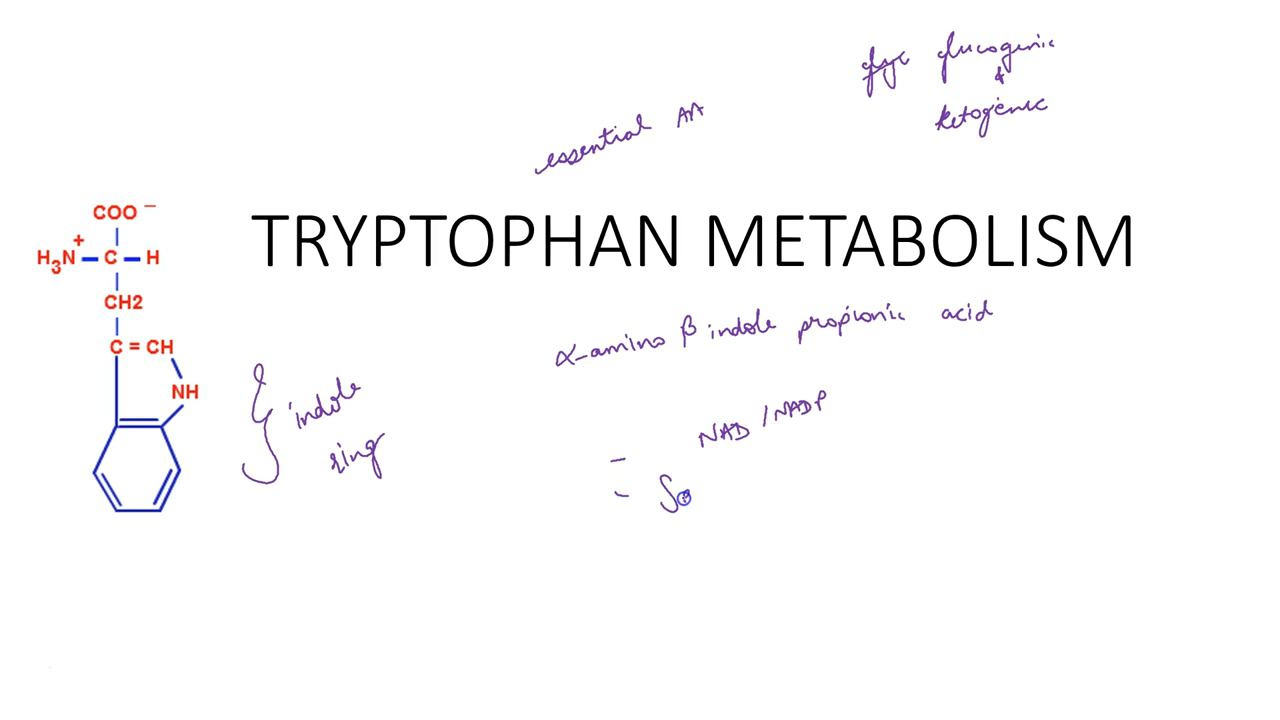 glyc glucogenic
&
ketogenic
essential AA
TRYPTOPHAN METABOLISM
COO −
+
H3N C H
CH2
C = CH
NH
α-amino β indole propionic acid
indole
ring
NAD / NADP